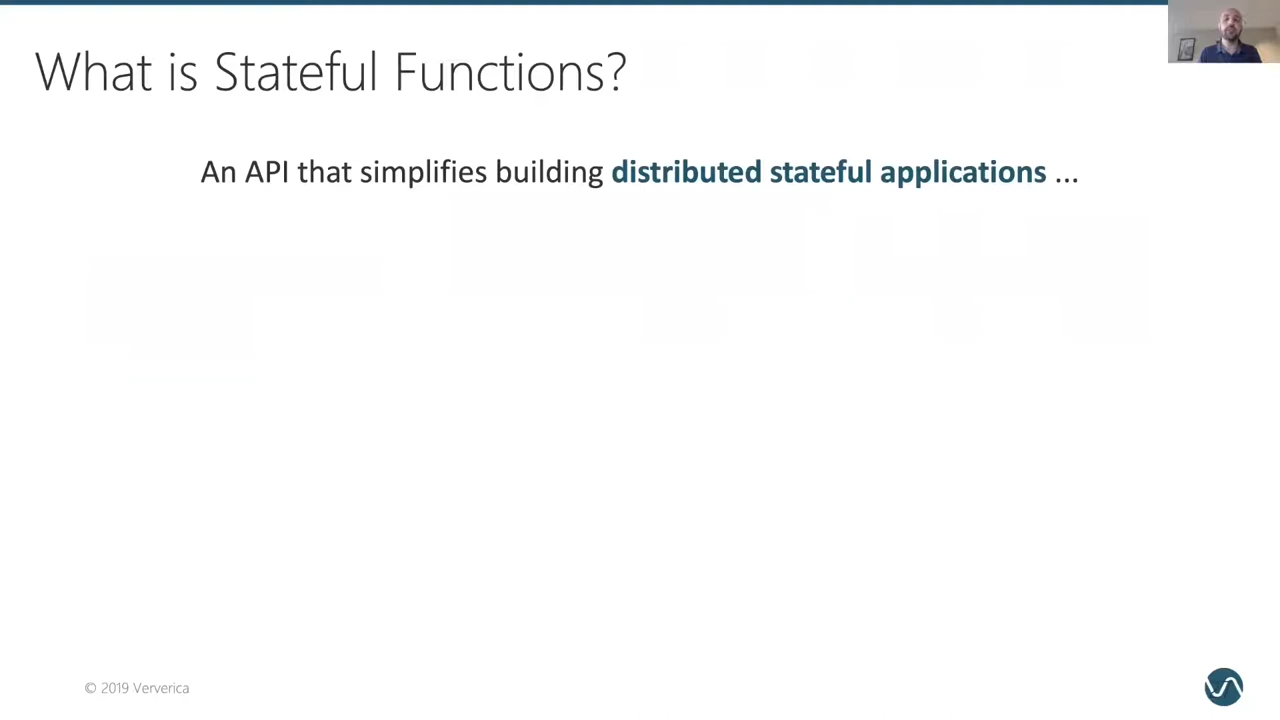 What is Stateful Functions?
An API that simplifies building distributed stateful applications ...
© 2019 Ververica